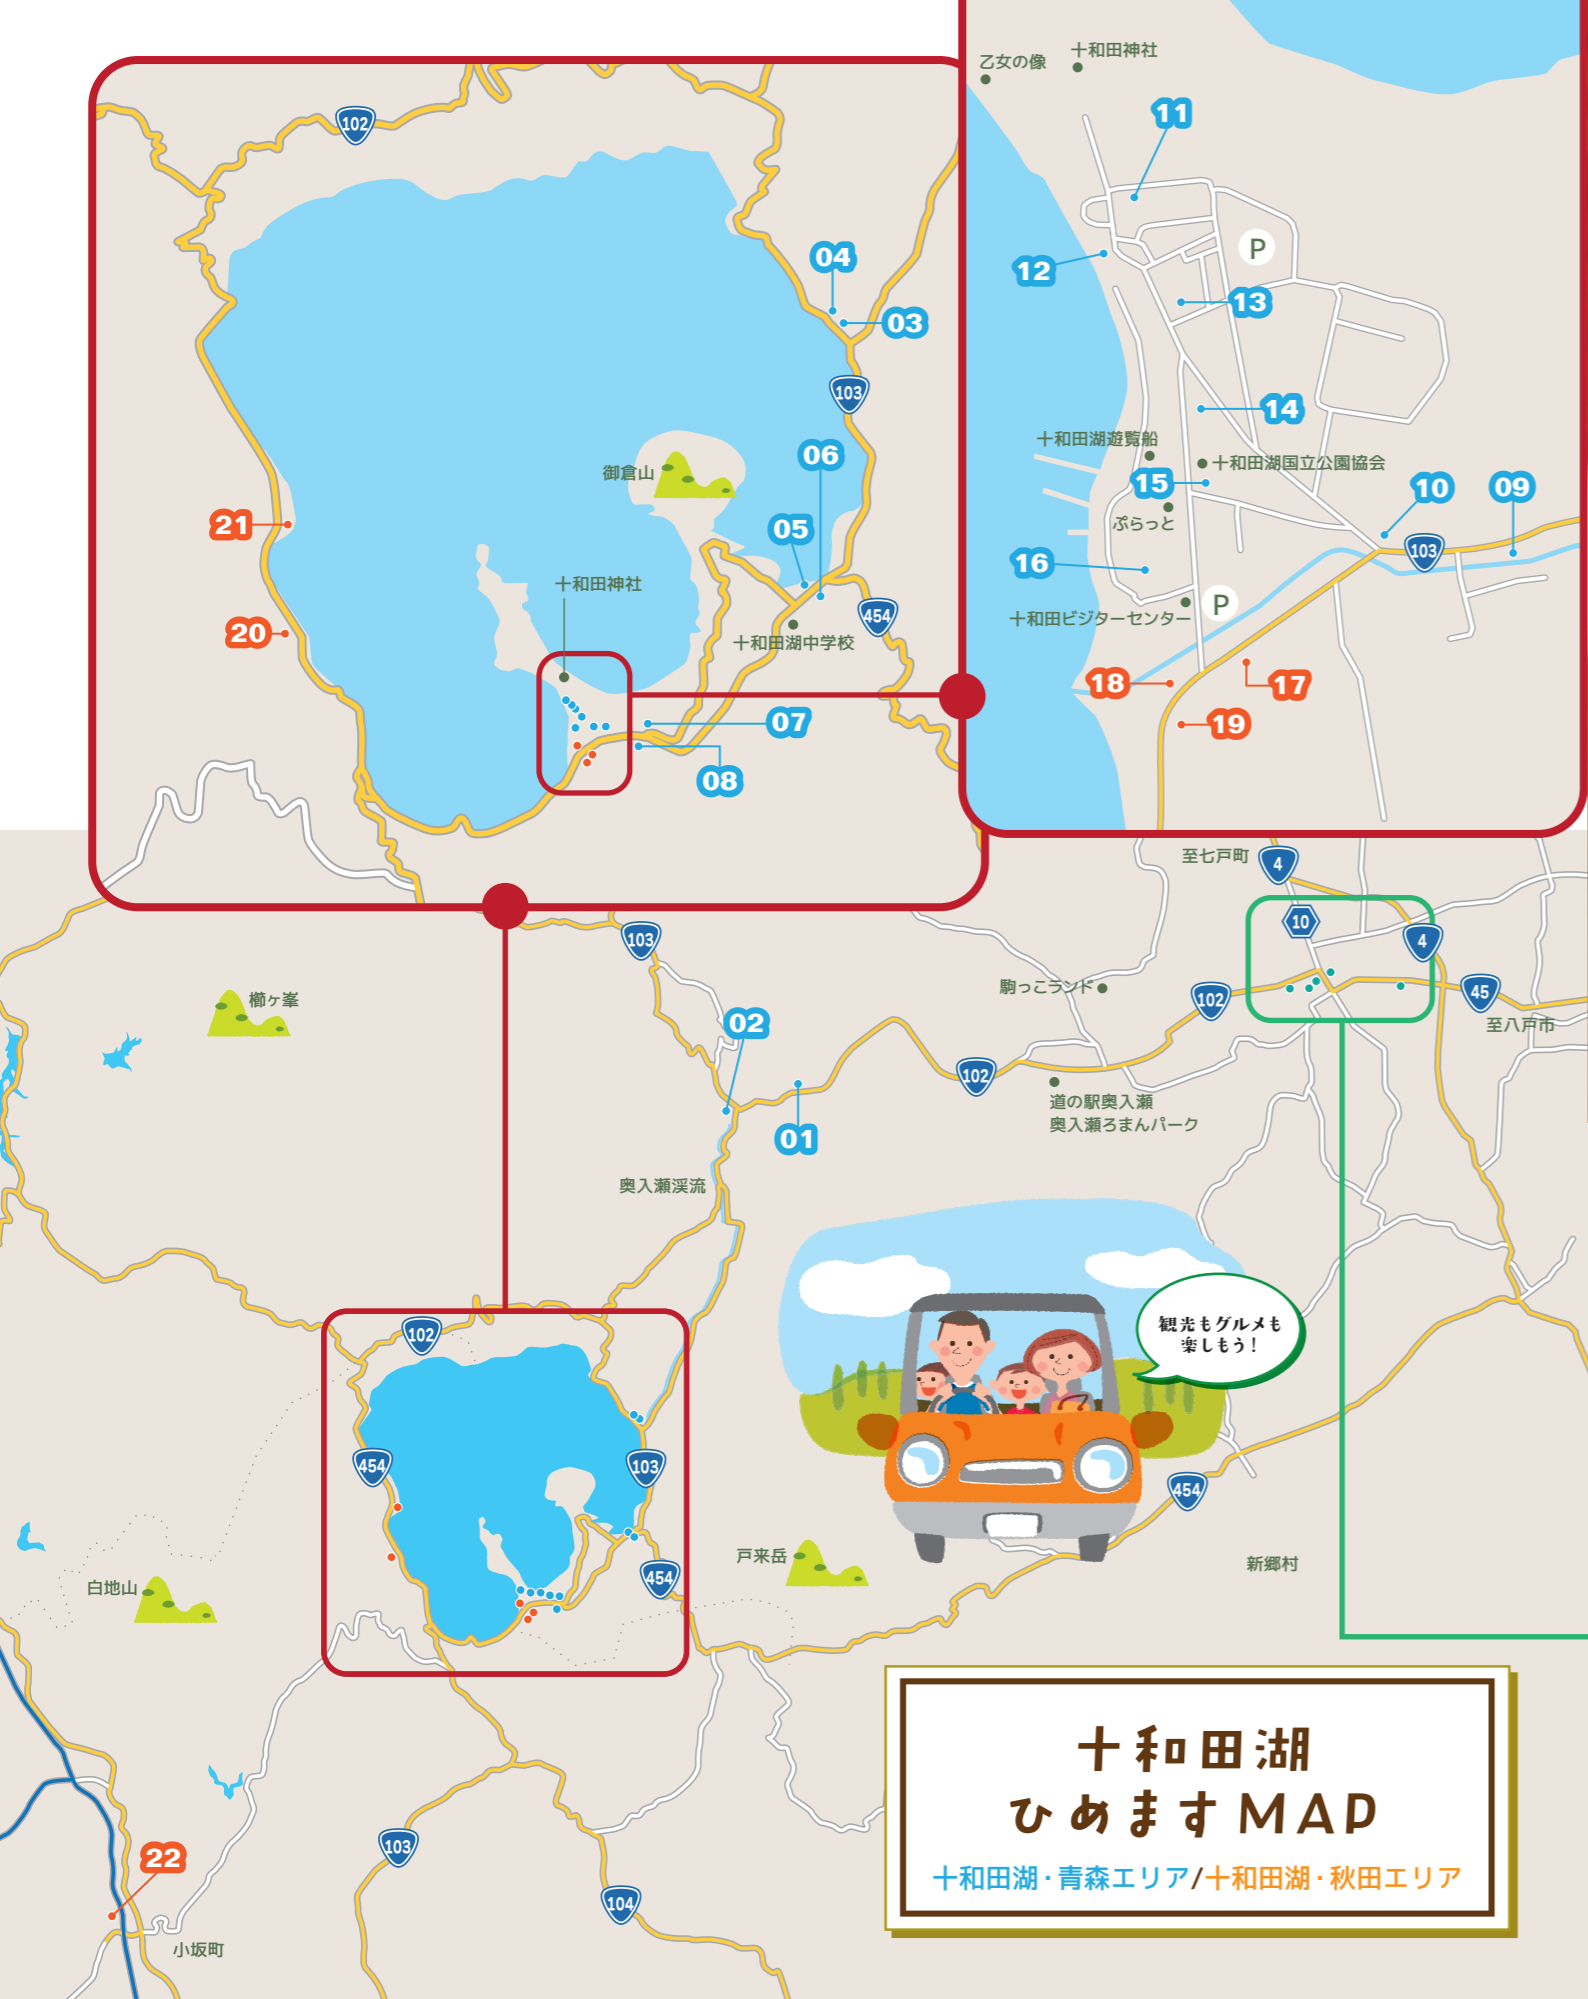 乙女の像
十和田神社
11
102
12
P
13
04
03
103
14
十和田湖遊覧船
十和田湖国立公園協会
06
御倉山
15
10
09
ぷらっと
21
05
103
16
十和田神社
P
十和田ビジターセンター
454
20
十和田湖中学校
18
17
07
19
08
至七戸町
4
10
4
103
駒っこランド
102
45
櫛ヶ峯
至八戸市
02
102
道の駅奥入瀬
奥入瀬ろまんパーク
01
奥入瀬渓流
観光もグルメも
楽しもう!
102
454
103
454
戸来岳
454
新郷村
白地山
十和田湖
ひめますMAP
十和田湖・青森エリア/十和田湖・秋田エリア
103
22
104
小坂町